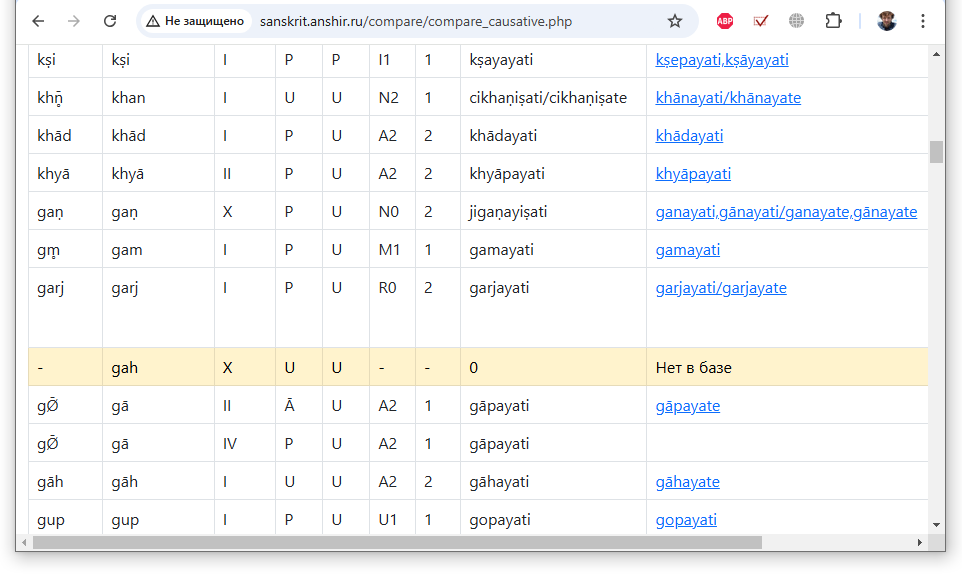 Не защищено sanskrit.anshir.ru/compare/compare_causative.php ABP
kṣi kṣi I P P I1 1 kṣayayati kṣepayati,kṣāyayati
khn̥̄ khan I U U N2 1 cikhaṇiṣati/cikhaṇiṣate khānayati/khānayate
khād khād I P U A2 2 khādayati khādayati
khyā khyā II P U A2 2 khyāpayati khyāpayati
gaṇ gaṇ X P U N0 2 jigaṇayiṣati ganayati,gānayati/ganayate,gānayate
gm̥ gam I P U M1 1 gamayati gamayati
garj garj I P U R0 2 garjayati garjayati/garjayate
- gah X U U - - 0 Нет в базе
gØ̄ gā II Ā U A2 1 gāpayati gāpayate
gØ̄ gā IV P U A2 1 gāpayati
gāh gāh I U U A2 2 gāhayati gāhayate
gup gup I P U U1 1 gopayati gopayati